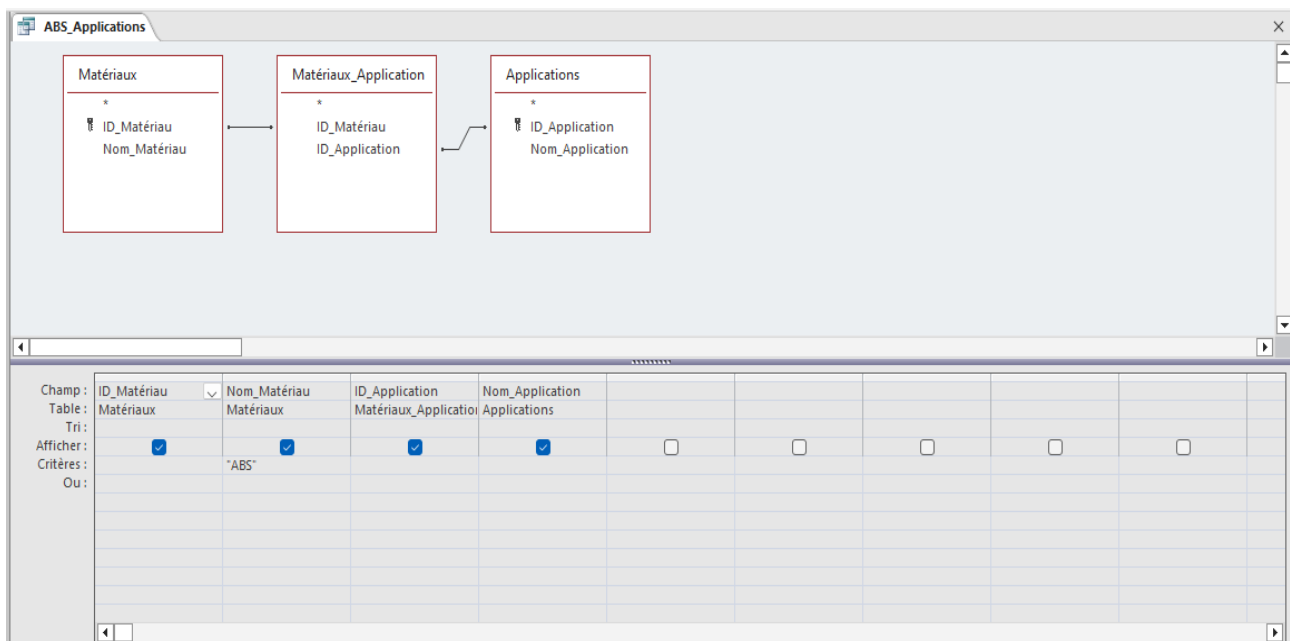 ABS_Applications
Matériaux
*
ID_Matériau
Nom_Matériau
Matériaux_Application
*
ID_Matériau
ID_Application
Applications
*
ID_Application
Nom_Application
Champ : ID_Matériau Nom_Matériau ID_Application Nom_Application
Table : Matériaux Matériaux Matériaux_Application Applications
Tri :
Afficher :
Critères : "ABS"
Ou :